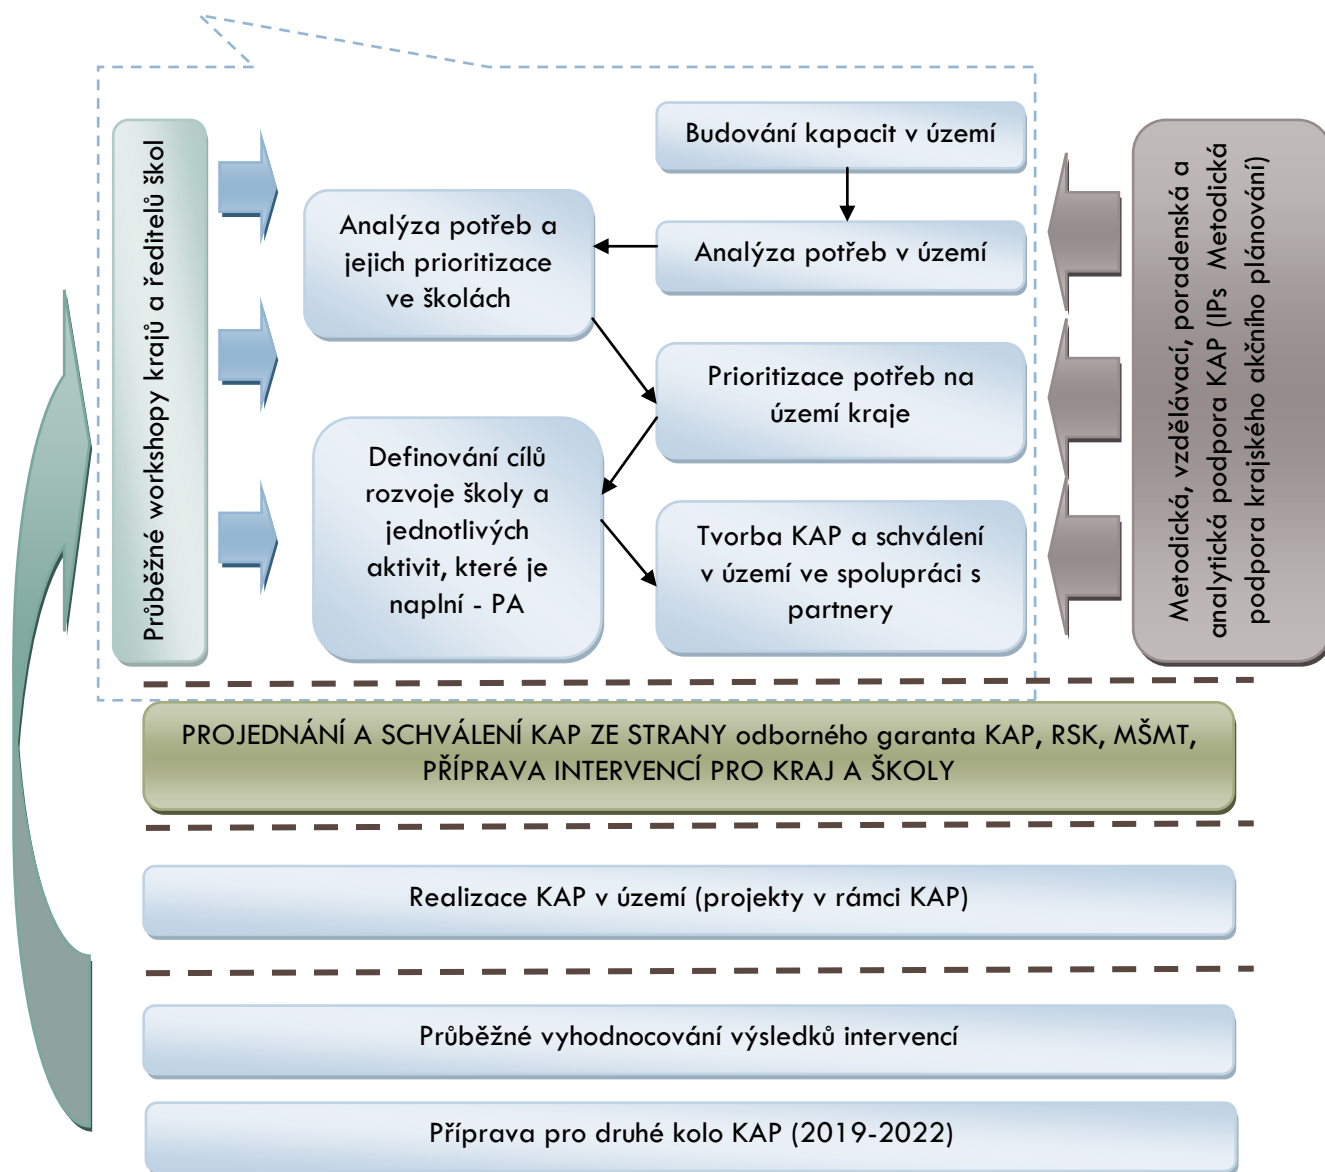 Průběžné workshopy krajů a ředitelů škol
Budování kapacit v území
Analýza potřeb v území
Analýza potřeb a
jejich prioritizace
ve školách
Prioritizace potřeb na
území kraje
Definování cílů
rozvoje školy a
jednotlivých
aktivit, které je
naplní - PA
Tvorba KAP a schválení
v území ve spolupráci s
partnery
Metodická, vzdělávací, poradenská a
analytická podpora KAP (IPs Metodická
podpora krajského akčního plánování)
PROJEDNÁNÍ A SCHVÁLENÍ KAP ZE STRANY odborného garanta KAP, RSK, MŠMT,
PŘÍPRAVA INTERVENCÍ PRO KRAJ A ŠKOLY
Realizace KAP v území (projekty v rámci KAP)
Průběžné vyhodnocování výsledků intervencí
Příprava pro druhé kolo KAP (2019-2022)